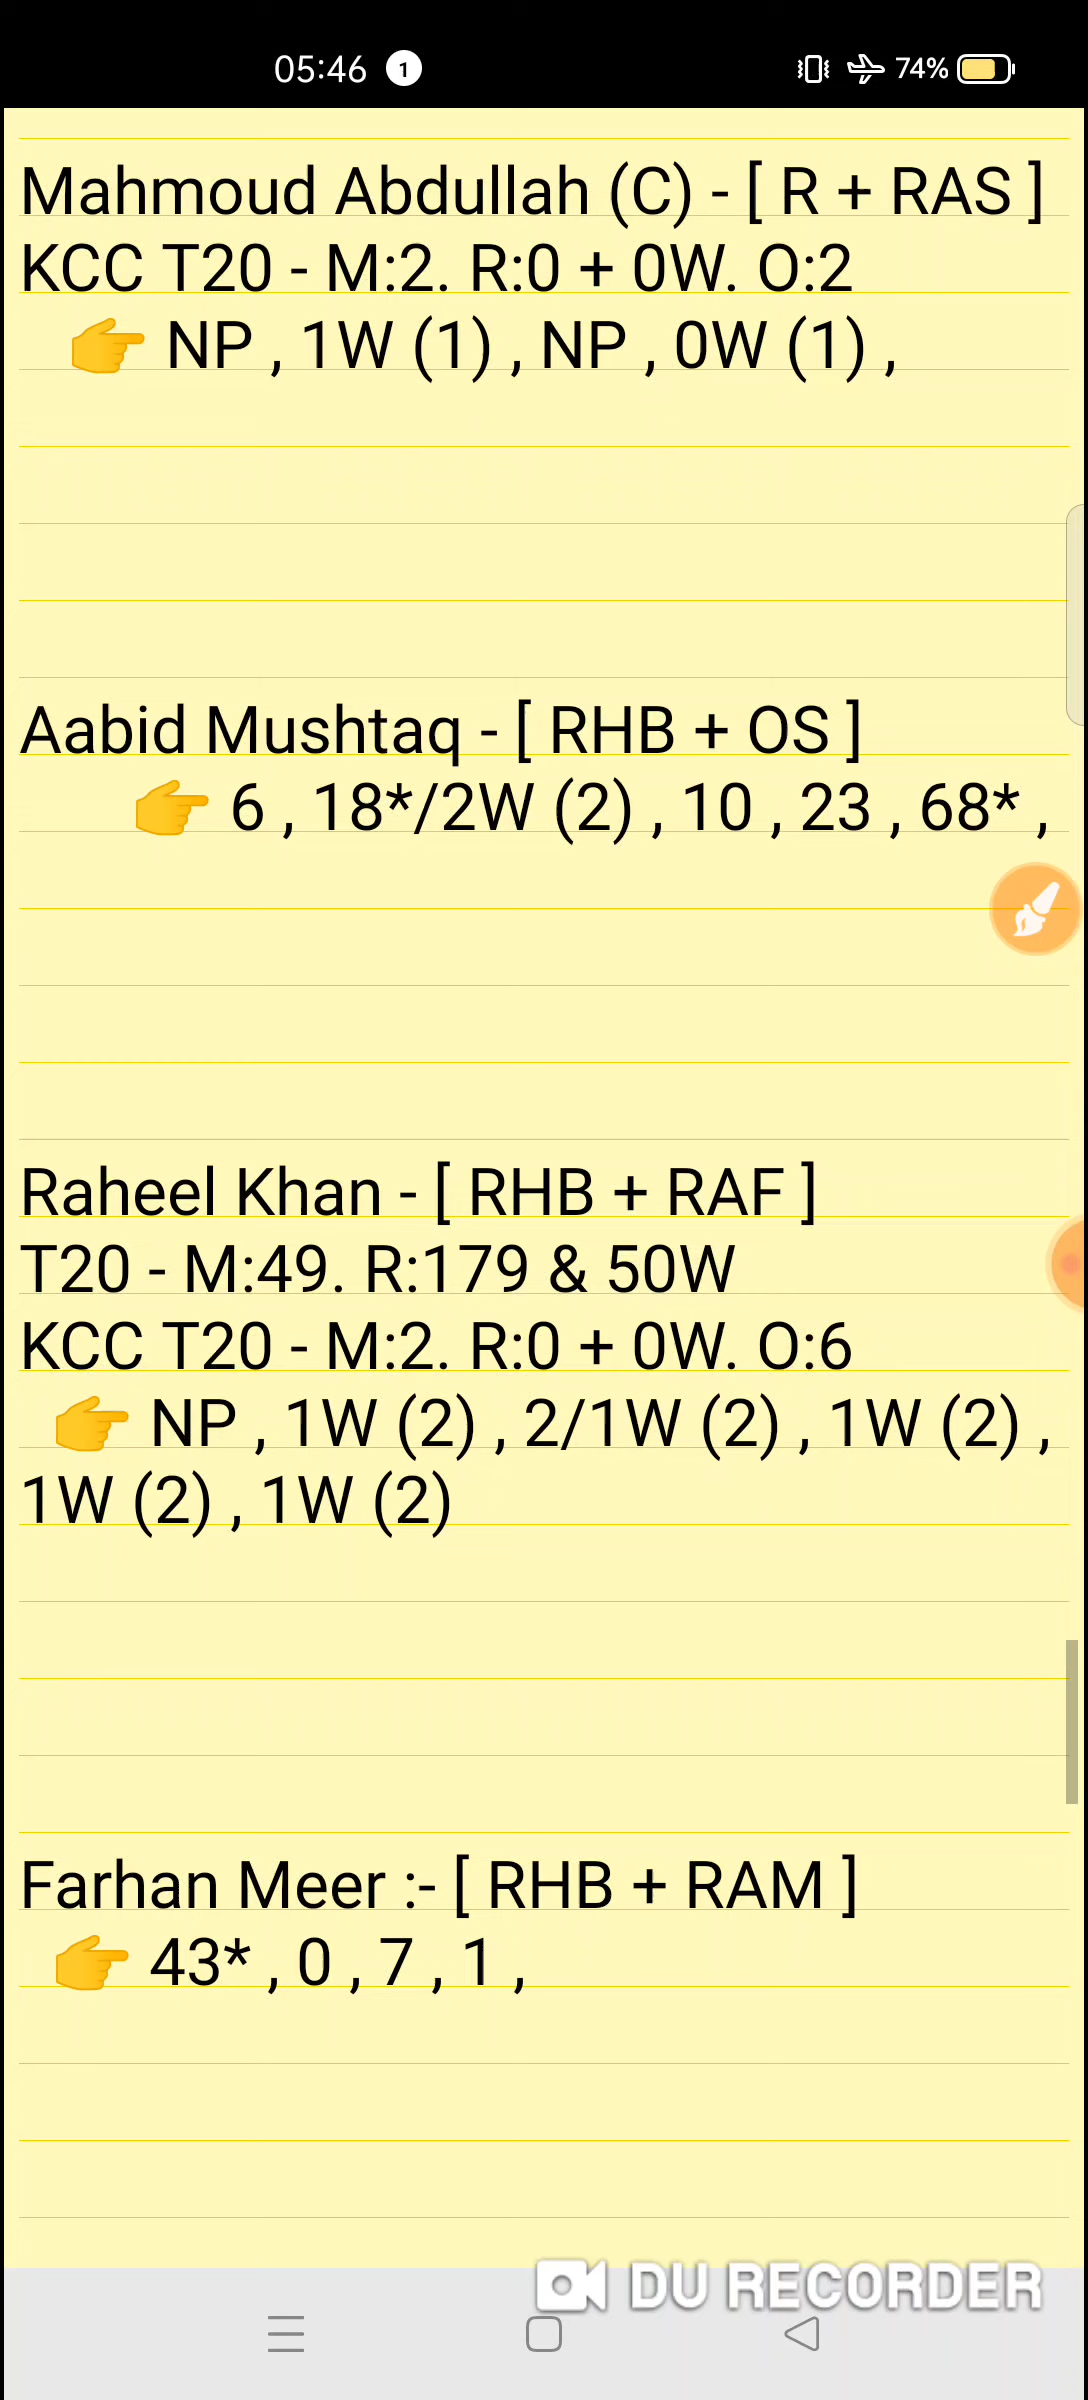 05:46 1 74%
Mahmoud Abdullah (C) - [ R + RAS ]
KCC T20 - M:2. R:0 + 0W. O:2
👉 NP , 1W (1) , NP , 0W (1) ,
Aabid Mushtaq - [ RHB + OS ]
👉 6 , 18*/2W (2) , 10 , 23 , 68* ,
Raheel Khan - [ RHB + RAF ]
T20 - M:49. R:179 & 50W
KCC T20 - M:2. R:0 + 0W. O:6
👉 NP , 1W (2) , 2/1W (2) , 1W (2) ,
1W (2) , 1W (2)
Farhan Meer :- [ RHB + RAM ]
👉 43* , 0 , 7 , 1 ,
DU RECORDER